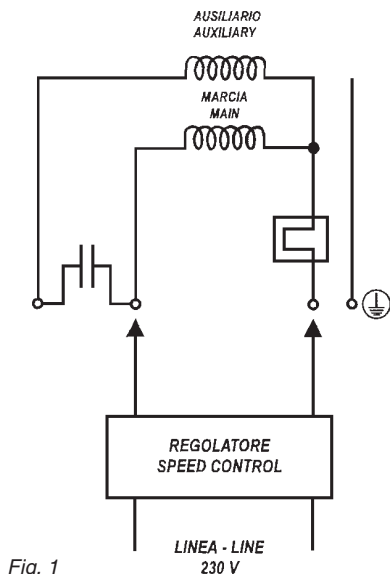 AUSILIARIO
AUXILIARY
MARCIA
MAIN
REGOLATORE
SPEED CONTROL
LINEA - LINE
230 V
Fig. 1